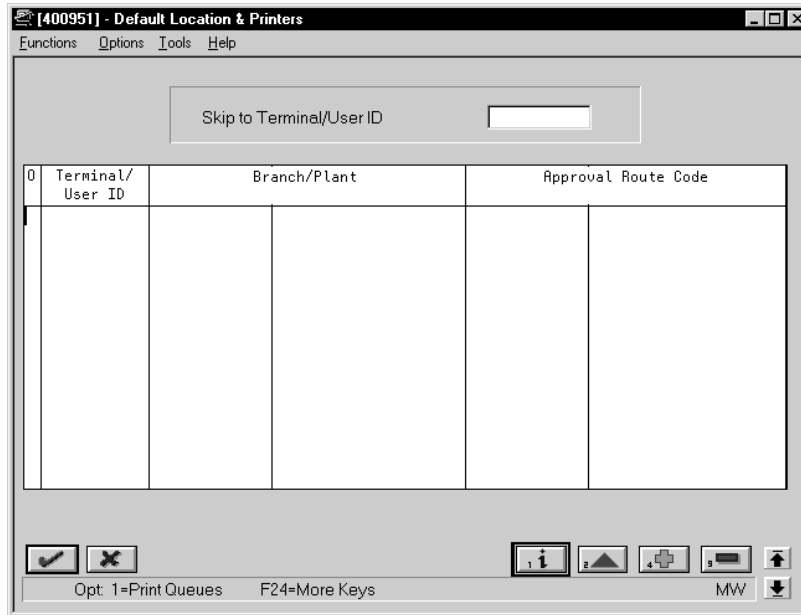 [400951] - Default Location & Printers
Functions Options Tools Help
Skip to Terminal/User ID
O Terminal/ User ID Branch/Plant Approval Route Code
1 i 2 4 9
Opt: 1=Print Queues F24=More Keys MW